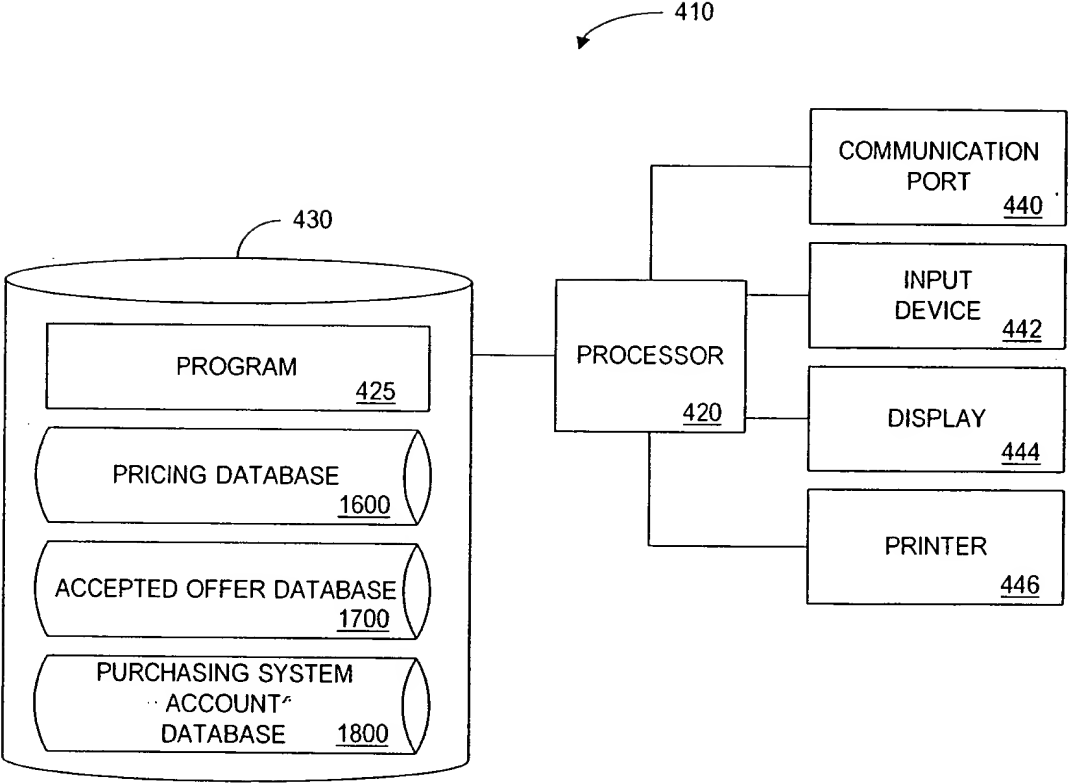 410
430
PROGRAM
425
PRICING DATABASE
1600
ACCEPTED OFFER DATABASE
1700
PURCHASING SYSTEM
ACCOUNT
DATABASE
1800
PROCESSOR
420
COMMUNICATION
PORT
440
INPUT
DEVICE
442
DISPLAY
444
PRINTER
446